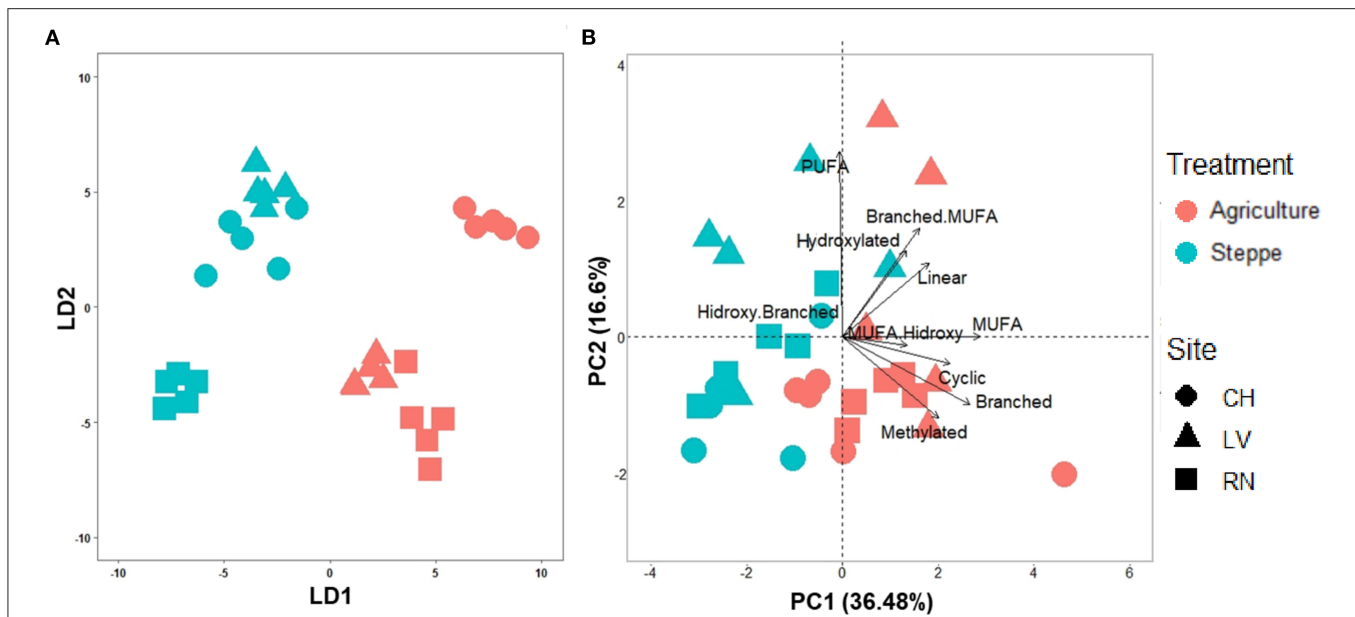 A
10
5
0
-5
-10
LD2
-10
-5
0
5
10
LD1
B
4
2
0
-2
PC2 (16.6%)
PUFA
Branched.MUFA
Hydroxylated
Linear
Hidroxy.Branched
MUFA.Hidroxy
MUFA
Cyclic
Branched
Methylated
-4
-2
0
2
4
6
PC1 (36.48%)
Treatment
Agriculture
Steppe
Site
CH
LV
RN